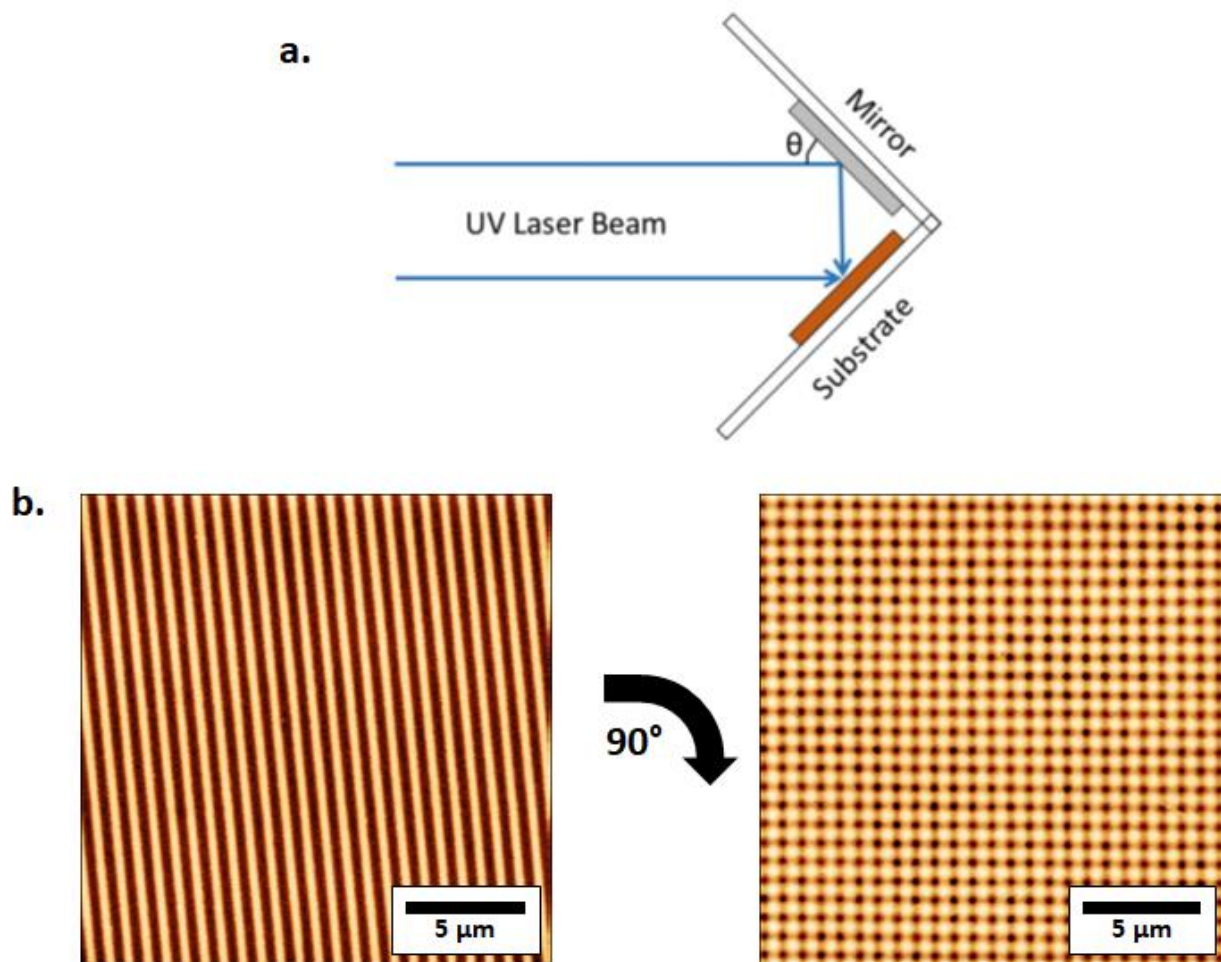 a.
θ
Mirror
UV Laser Beam
Substrate
b.
90°
5 µm
5 µm